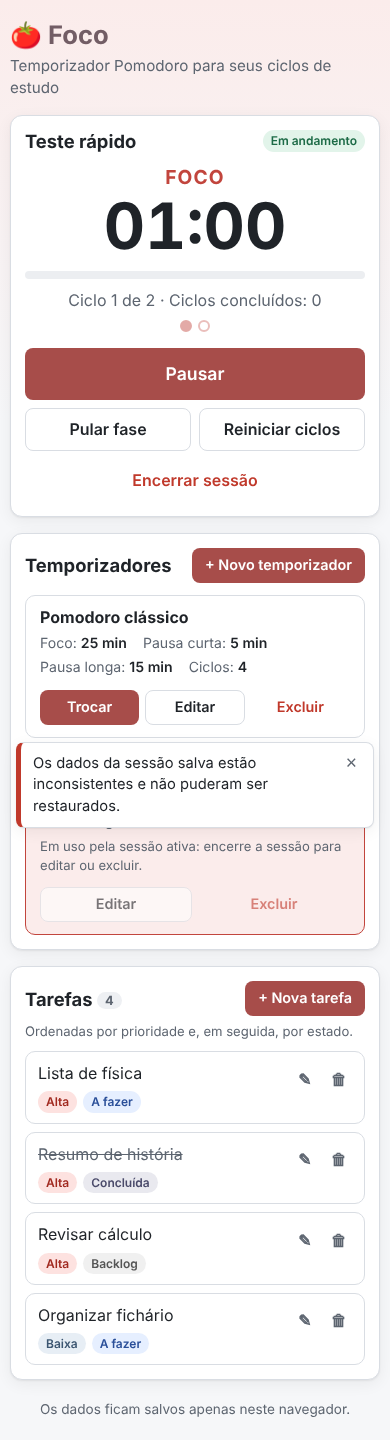 🍅 Foco
Temporizador Pomodoro para seus ciclos de
estudo
Teste rápido
Em andamento
FOCO
01:00
Ciclo 1 de 2 · Ciclos concluídos: 0
Pausar
Pular fase
Reiniciar ciclos
Encerrar sessão
Temporizadores
+ Novo temporizador
Pomodoro clássico
Foco: 25 min Pausa curta: 5 min
Pausa longa: 15 min Ciclos: 4
Trocar
Editar
Excluir
Os dados da sessão salva estão
inconsistentes e não puderam ser
restaurados.
×
Em uso pela sessão ativa: encerre a sessão para
editar ou excluir.
Editar
Excluir
Tarefas 4
+ Nova tarefa
Ordenadas por prioridade e, em seguida, por estado.
Lista de física
Alta
A fazer
Resumo de história
Alta
Concluída
Revisar cálculo
Alta
Backlog
Organizar fichário
Baixa
A fazer
Os dados ficam salvos apenas neste navegador.